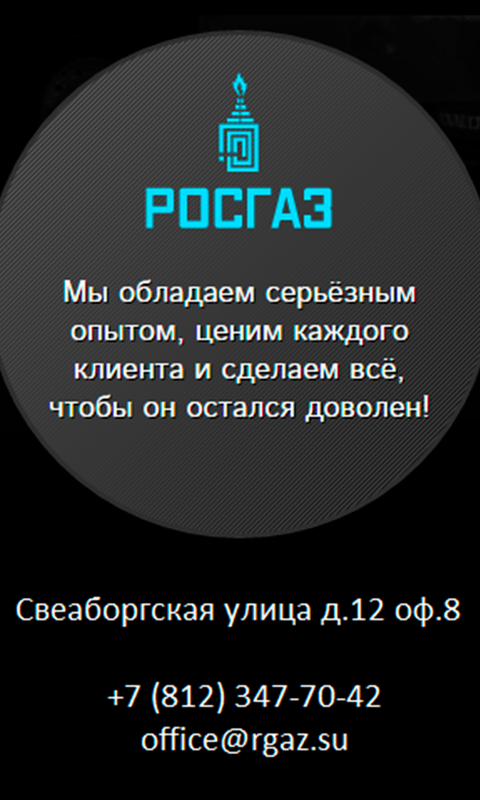 РОСГАЗ
Мы обладаем серьёзным
опытом, ценим каждого
клиента и сделаем всё,
чтобы он остался доволен!
Свеаборгская улица д.12 оф.8
+7 (812) 347-70-42
office@rgaz.su